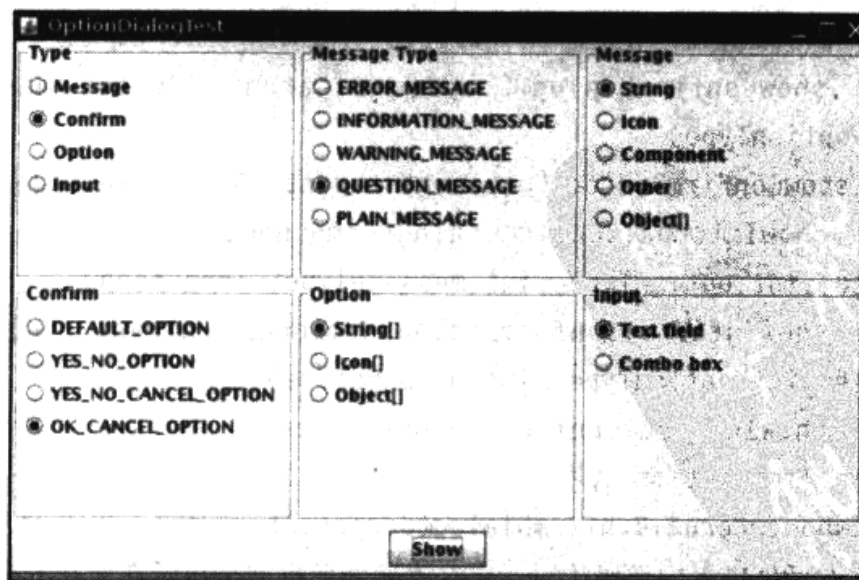 OptionDialogTest
Type
Message
Confirm
Option
Input
Message Type
ERROR_MESSAGE
INFORMATION_MESSAGE
WARNING_MESSAGE
QUESTION_MESSAGE
PLAIN_MESSAGE
Message
String
Icon
Component
Other
Object[]
Confirm
DEFAULT_OPTION
YES_NO_OPTION
YES_NO_CANCEL_OPTION
OK_CANCEL_OPTION
Option
String[]
Icon[]
Object[]
Input
Text field
Combo box
Show